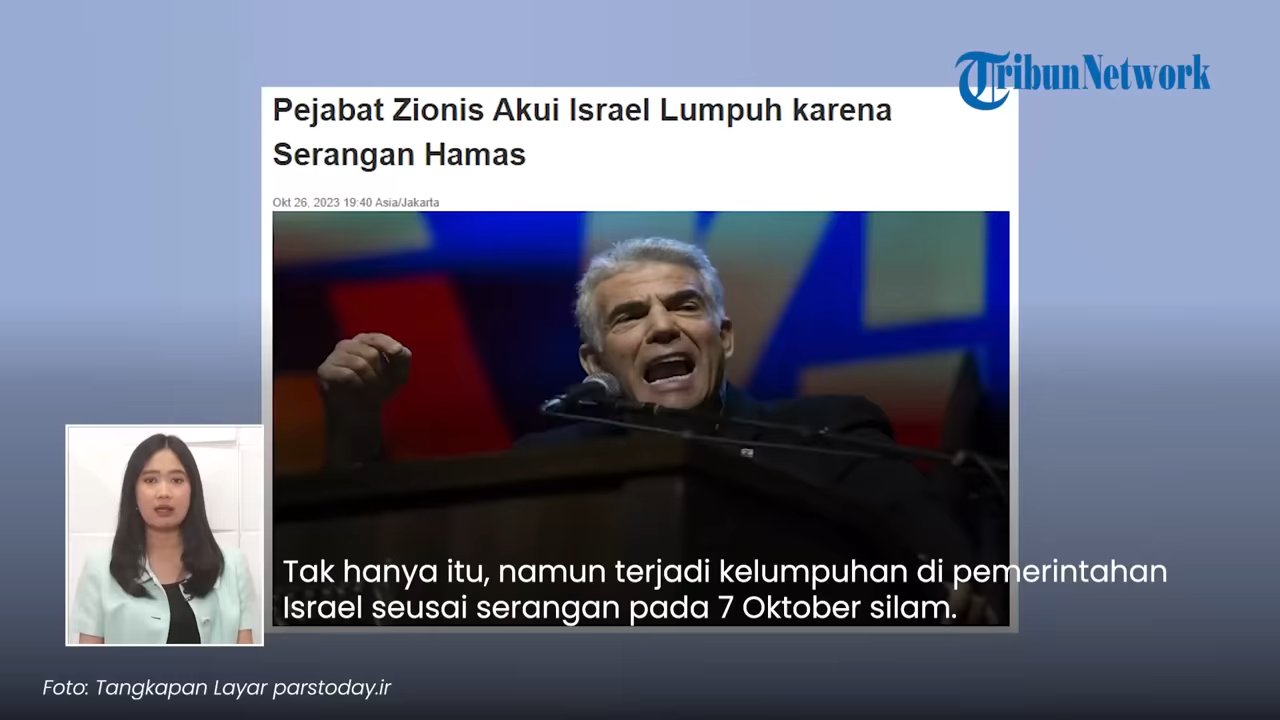 TribunNetwork
Pejabat Zionis Akui Israel Lumpuh karena
Serangan Hamas
Okt 26, 2023 19:40 Asia/Jakarta
Tak hanya itu, namun terjadi kelumpuhan di pemerintahan
Israel seusai serangan pada 7 Oktober silam.
Foto: Tangkapan Layar parstoday.ir